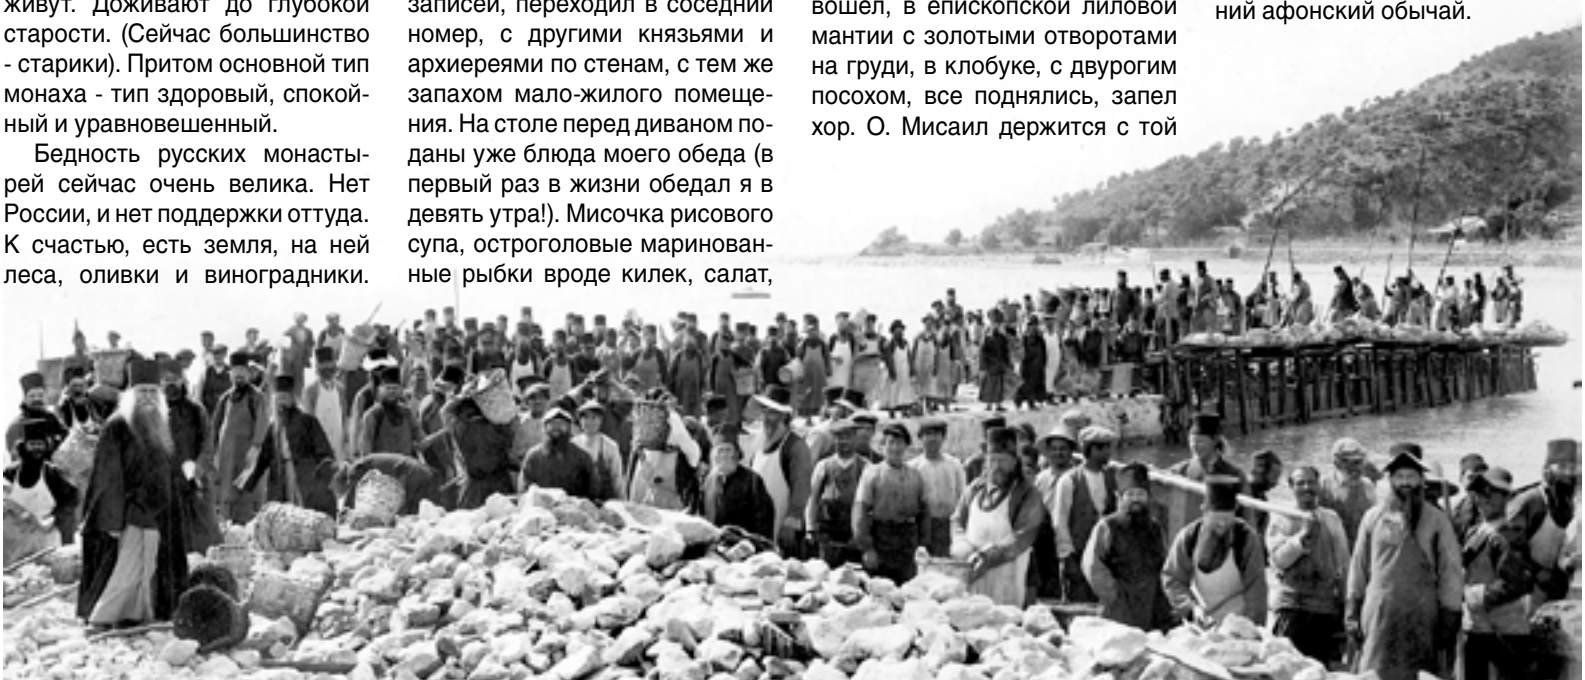 живут. Доживают до глубокой
старости. (Сейчас большинство
- старики). Притом основной тип
монаха - тип здоровый, спокой-
ный и уравновешенный.
Бедность русских монасты-
рей сейчас очень велика. Нет
России, и нет поддержки оттуда.
К счастью, есть земля, на ней
леса, оливки и виноградники.
записей, переходил в соседний
номер, с другими князьями и
архиереями по стенам, с тем же
запахом мало-жилого помеще-
ния. На столе перед диваном по-
даны уже блюда моего обеда (в
первый раз в жизни обедал я в
девять утра!). Мисочка рисового
супа, остроголовые маринован-
ные рыбки вроде килек, салат,
вошел, в епископской лиловой
мантии с золотыми отворотами
на груди, в клобуке, с двурогим
посохом, все поднялись, запел
хор. О. Мисаил держится с той
ний афонский обычай.